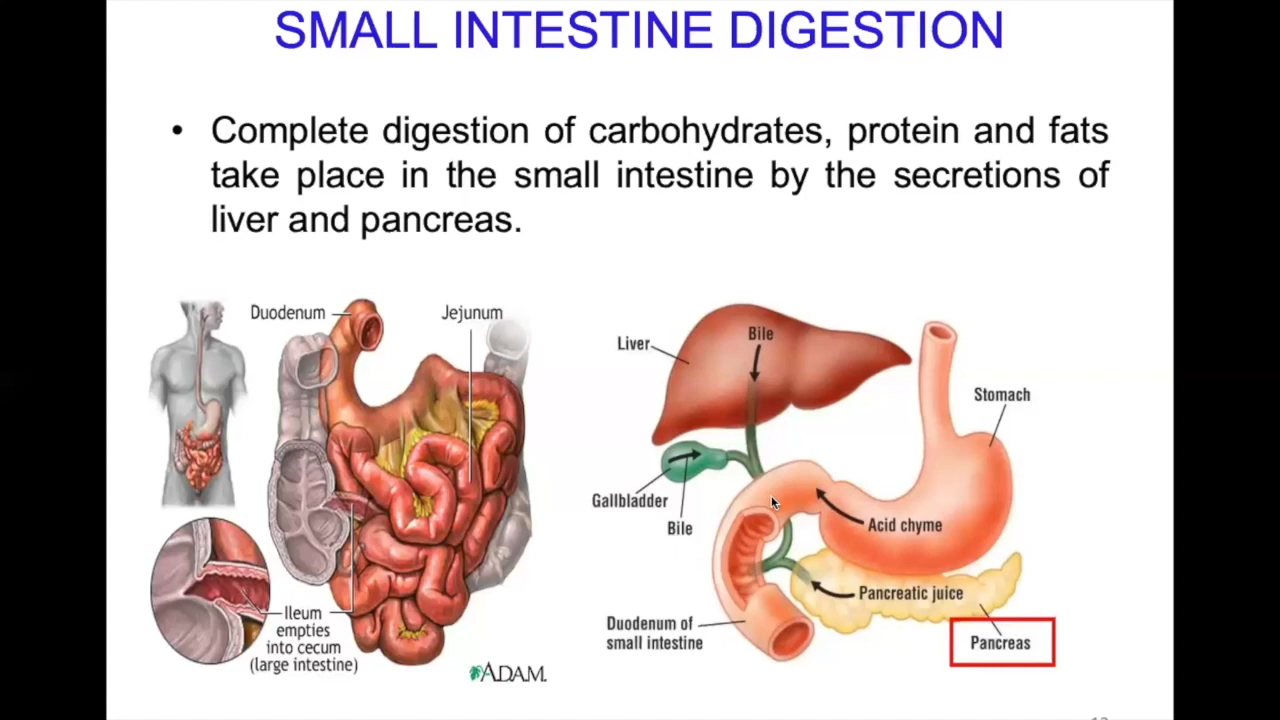 SMALL INTESTINE DIGESTION
• Complete digestion of carbohydrates, protein and fats
take place in the small intestine by the secretions of
liver and pancreas.
Duodenum
Jejunum
Ileum
empties
into cecum
(large intestine)
ADAM.
Liver
Bile
Stomach
Gallbladder
Bile
Acid chyme
Pancreatic juice
Duodenum of
small intestine
Pancreas